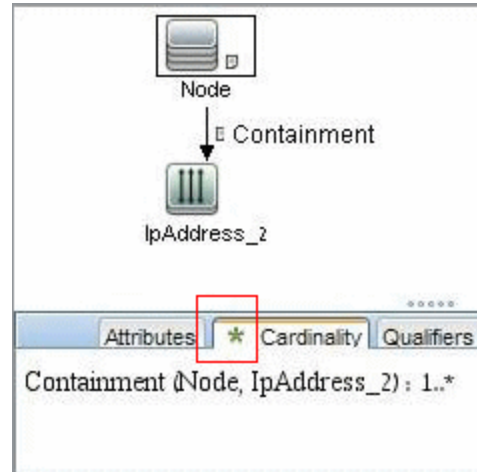 Node
Containment
IpAddress_2
Attributes * Cardinality Qualifiers
Containment (Node, IpAddress_2) : 1..*